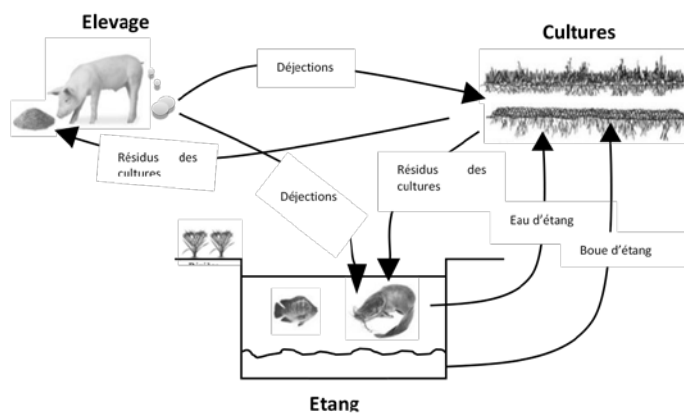 Elevage
Cultures
Déjections
Résidus des
cultures
Déjections
Résidus des
cultures
Eau d’étang
Boue d’étang
Etang